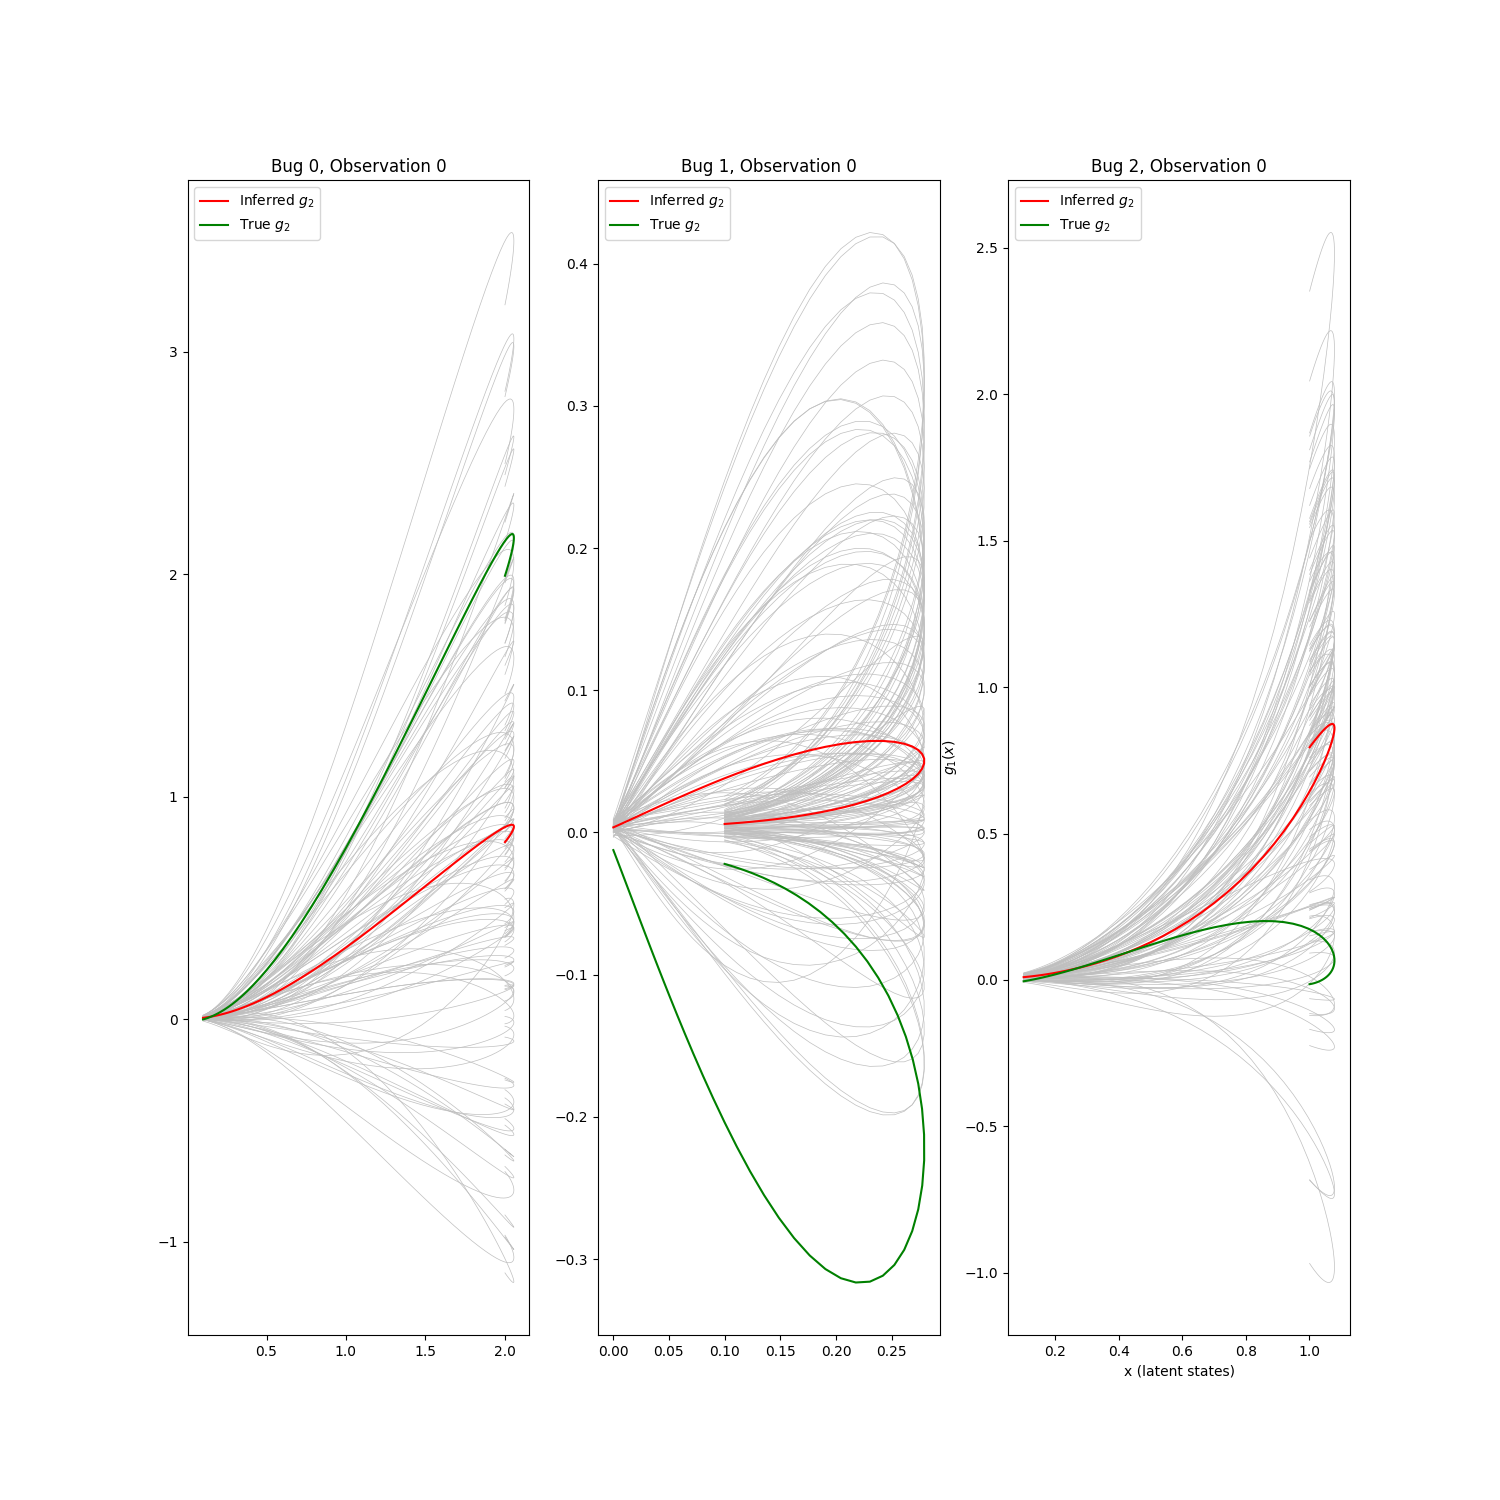 Bug 0, Observation 0
Inferred g₂
True g₂
3
2
1
0
−1
0.5 1.0 1.5 2.0
Bug 1, Observation 0
Inferred g₂
True g₂
0.4
0.3
0.2
0.1
0.0
−0.1
−0.2
−0.3
0.00 0.05 0.10 0.15 0.20 0.25
Bug 2, Observation 0
Inferred g₂
True g₂
g₁(x)
2.5
2.0
1.5
1.0
0.5
0.0
−0.5
−1.0
0.2 0.4 0.6 0.8 1.0
x (latent states)